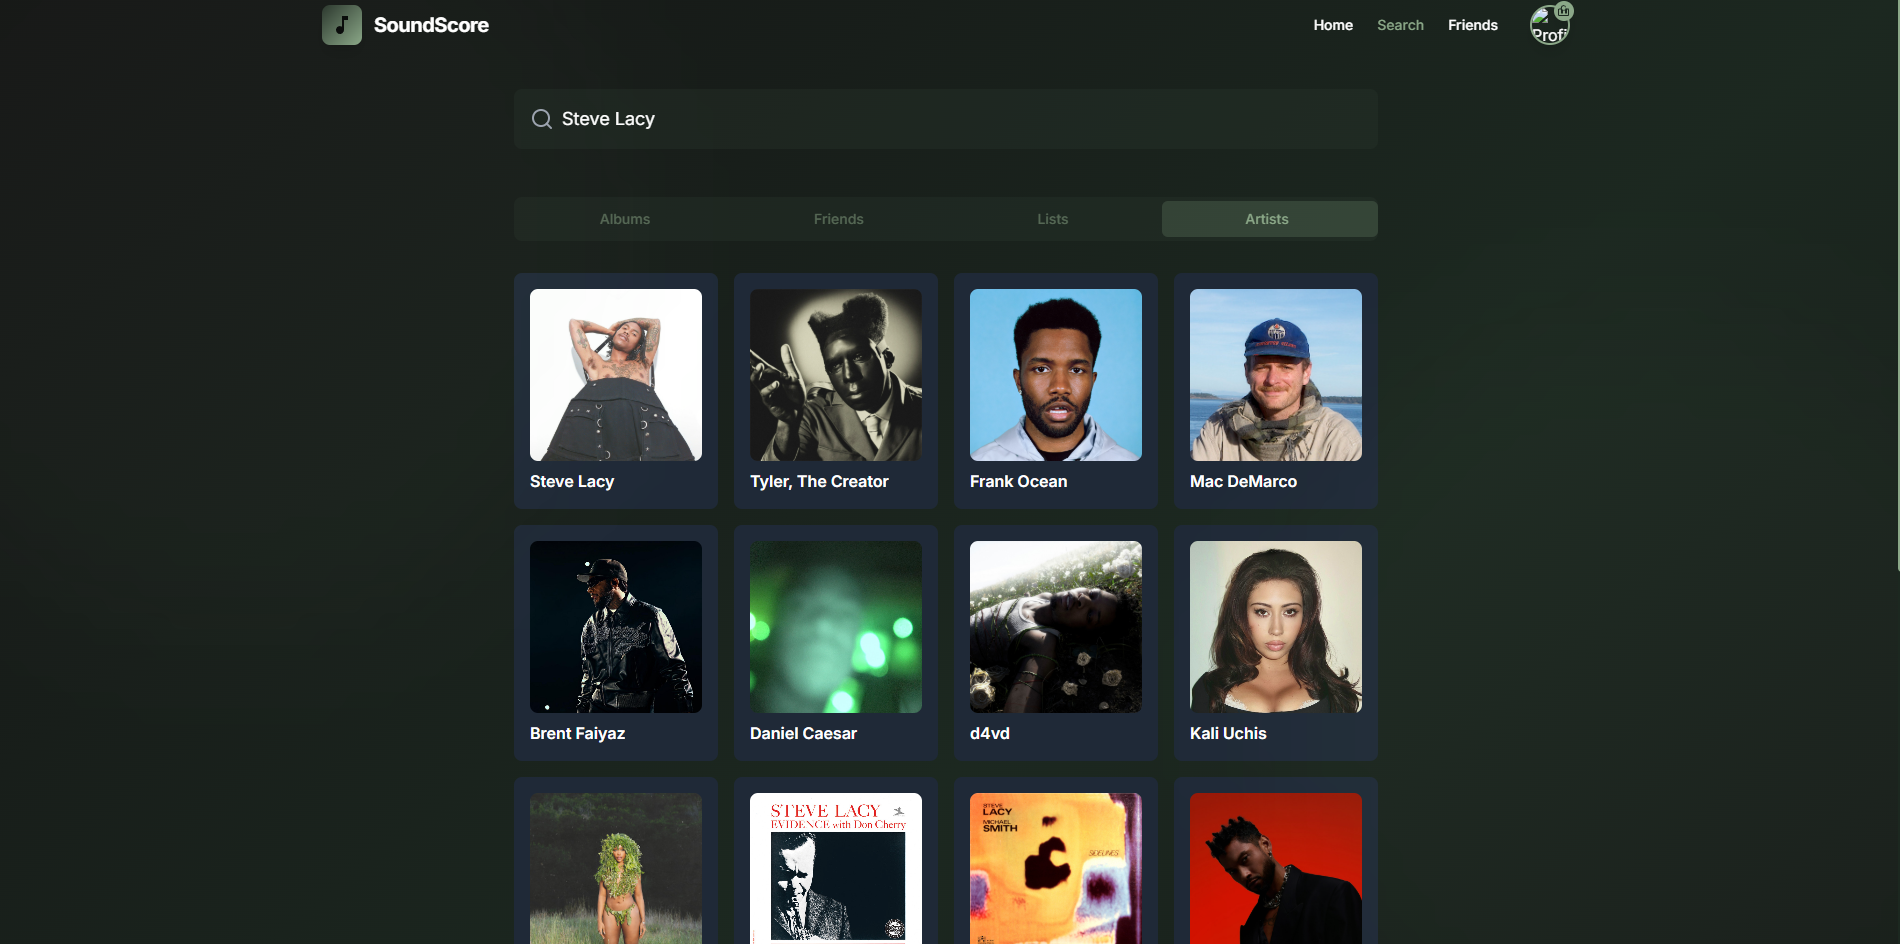 SoundScore
Home
Search
Friends
Profi
Steve Lacy
Albums
Friends
Lists
Artists
Steve Lacy
Tyler, The Creator
Frank Ocean
Mac DeMarco
Brent Faiyaz
Daniel Caesar
d4vd
Kali Uchis
STEVE LACY
EVIDENCE with Don Cherry
STEVE
LACY
MICHAEL
SMITH
SIDELINES